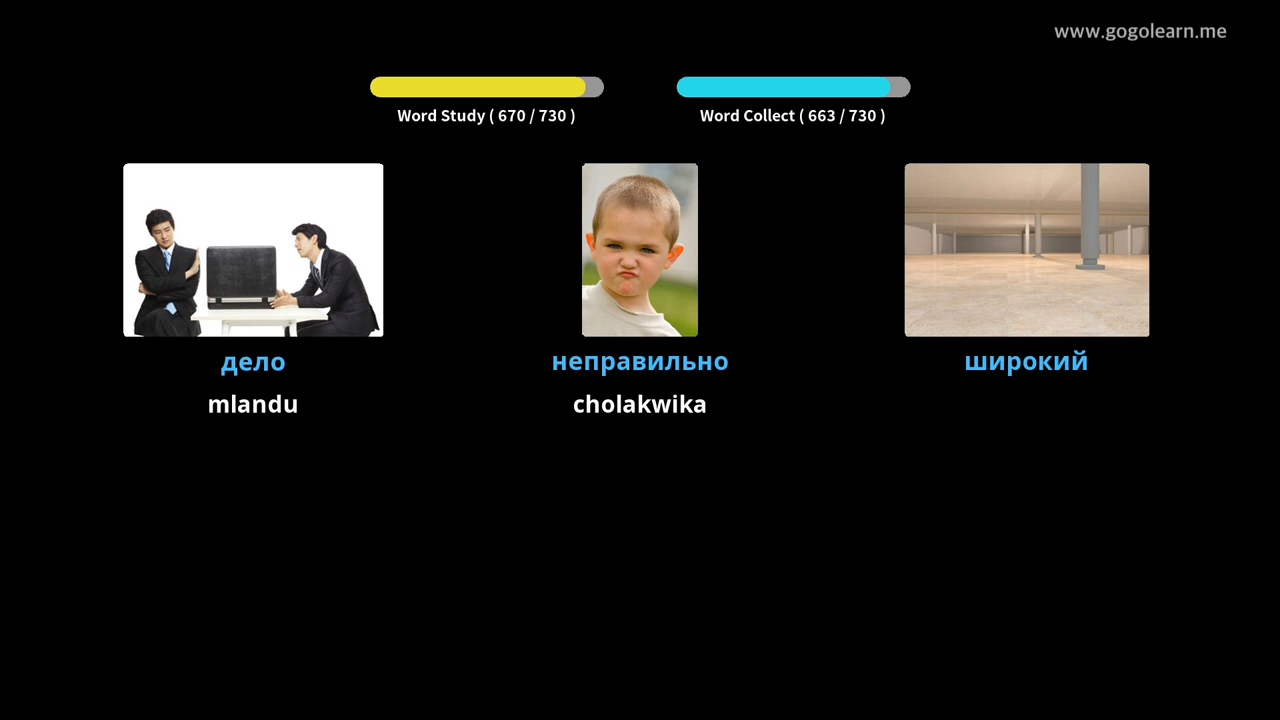 www.gogolearn.me
Word Study ( 670 / 730 )
Word Collect ( 663 / 730 )
дело
неправильно
широкий
mlandu
cholakwika